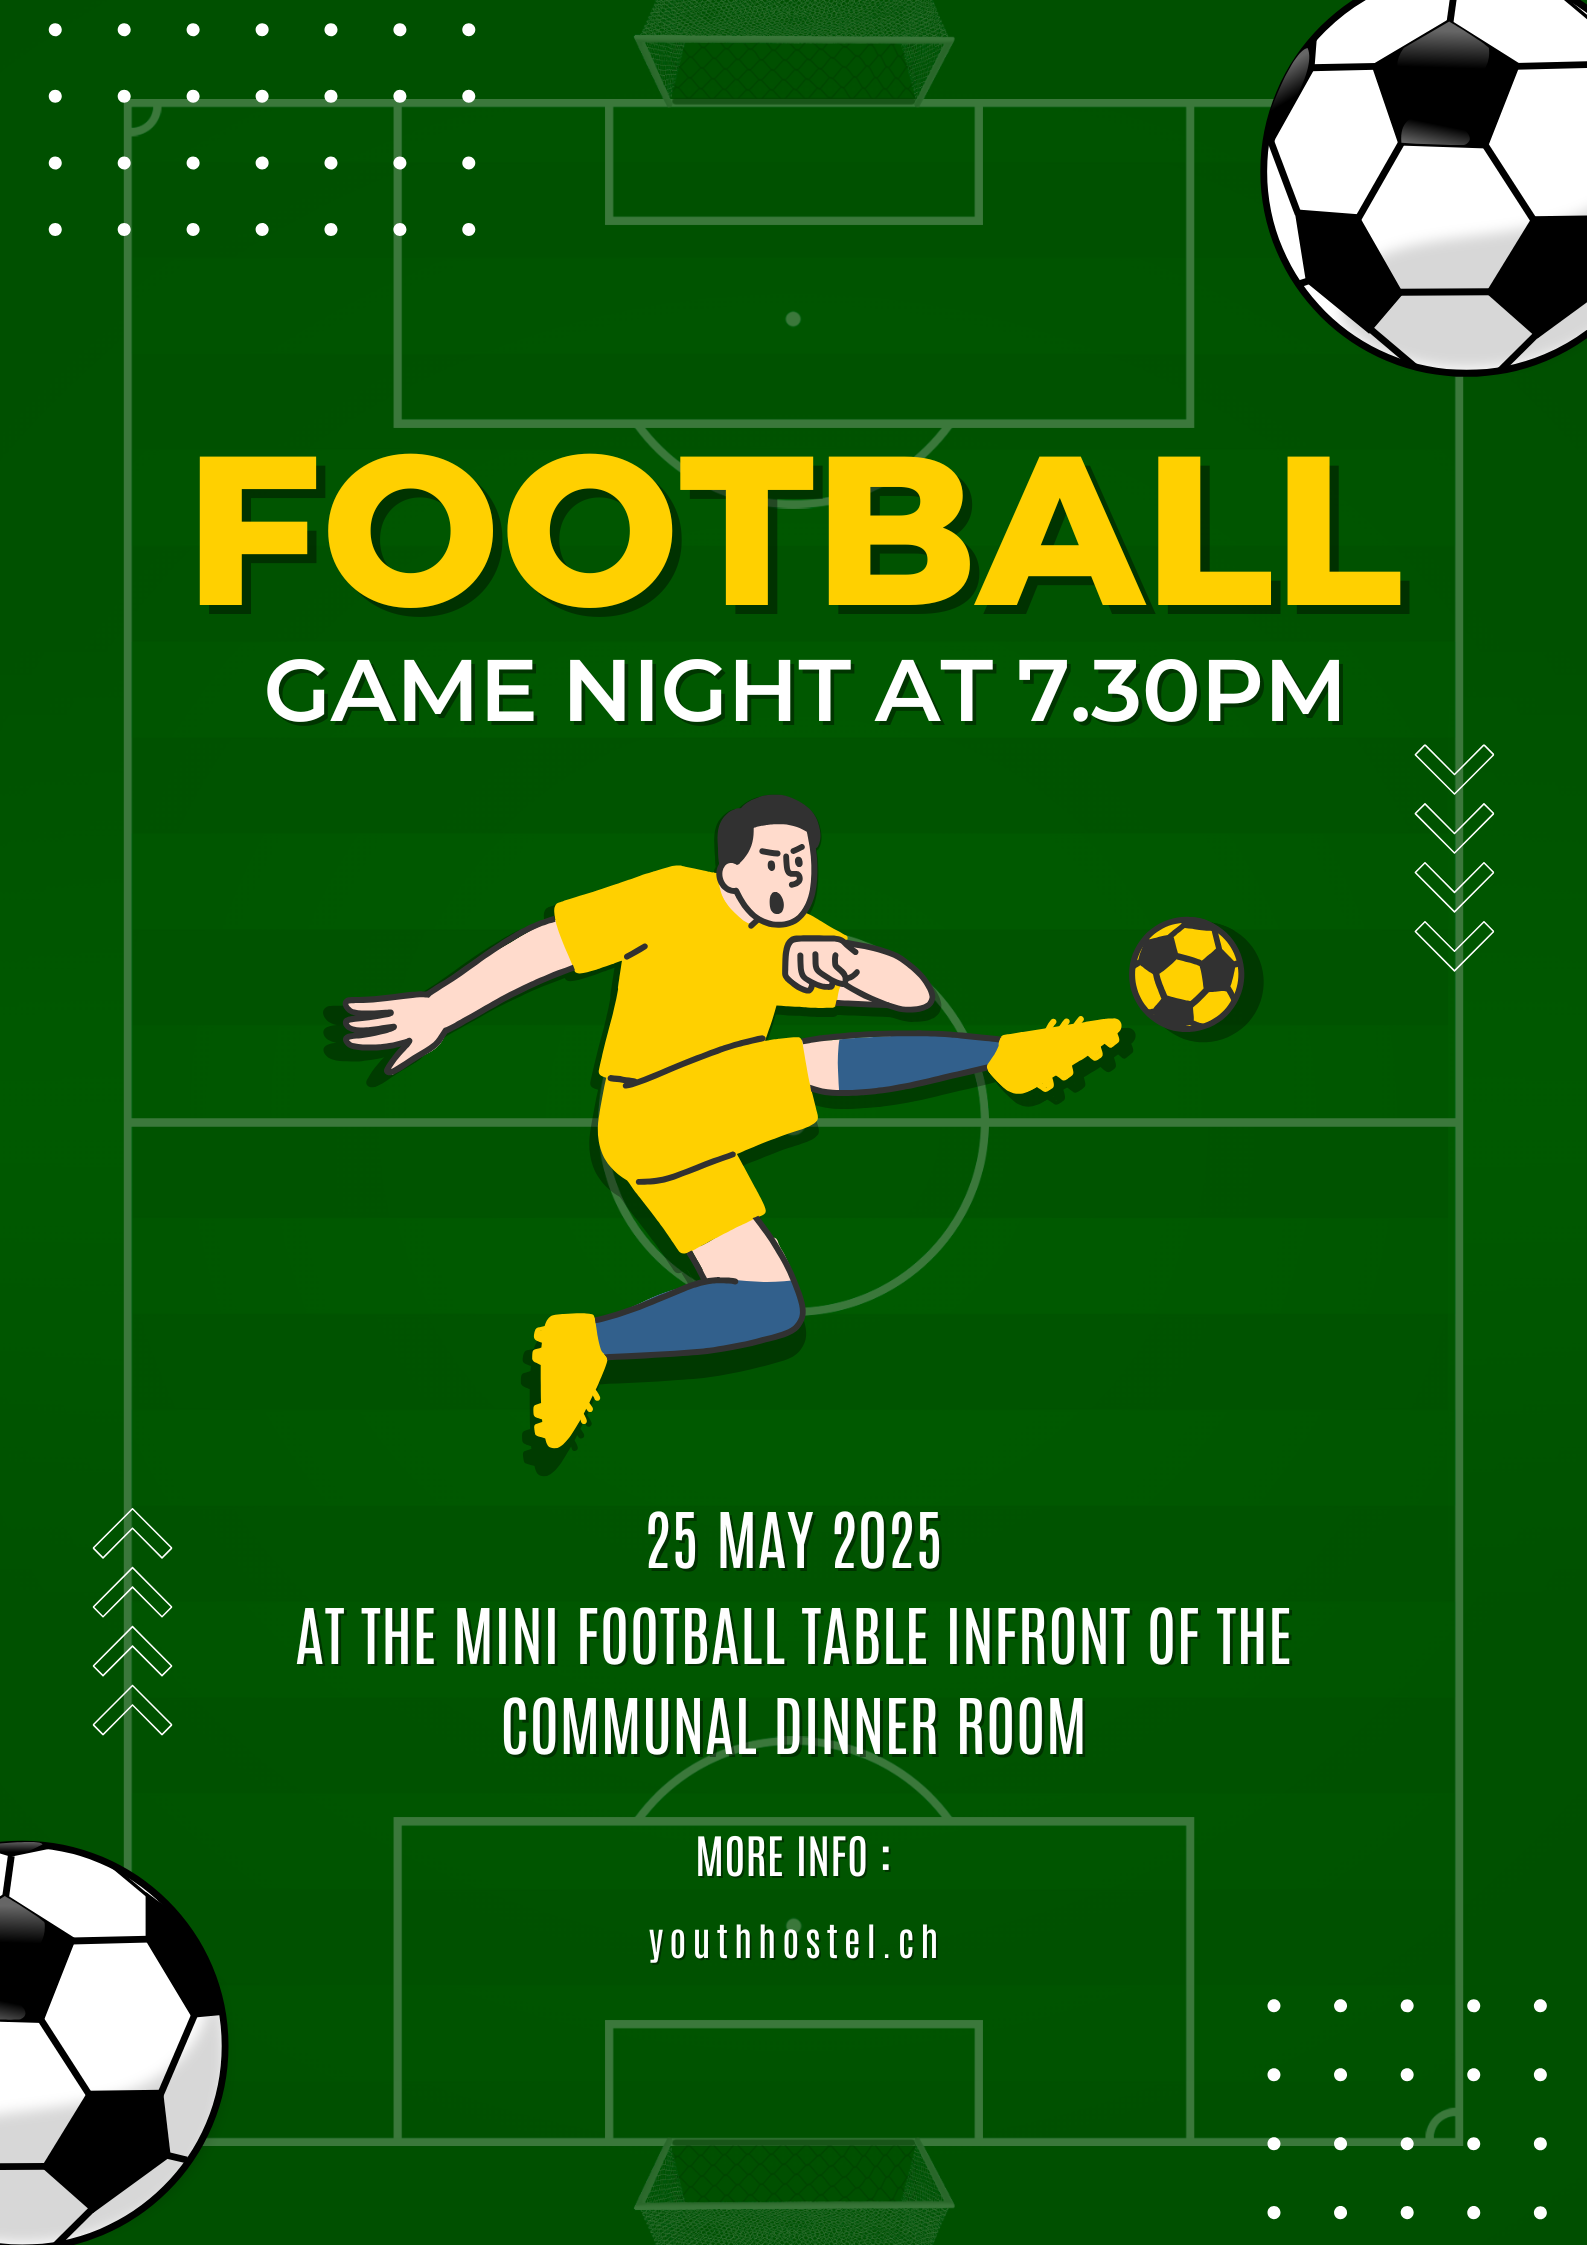 FOOTBALL
GAME NIGHT AT 7.30PM
25 MAY 2025
AT THE MINI FOOTBALL TABLE INFRONT OF THE
COMMUNAL DINNER ROOM
MORE INFO :
youthhostel.ch